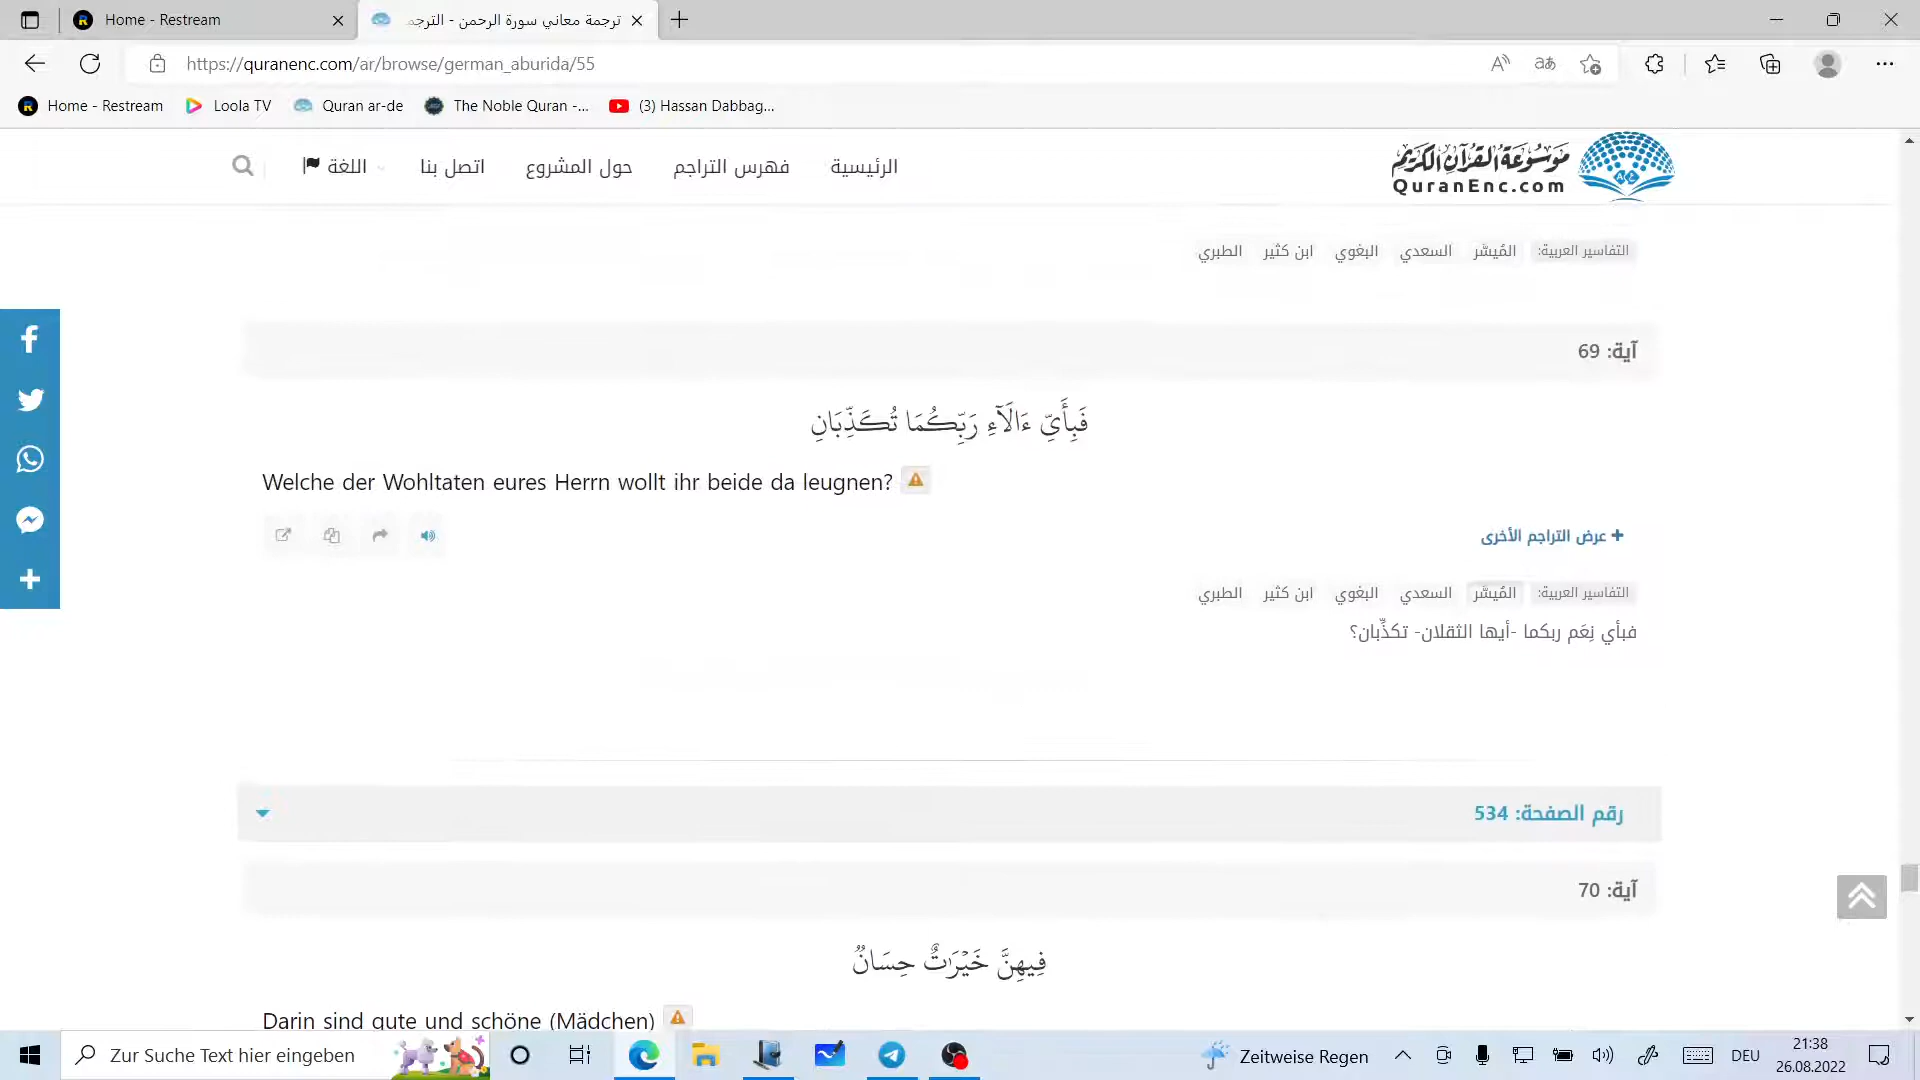 Home - Restream
ترجمة معاني سورة الرحمن - الترجم
https://quranenc.com/ar/browse/german_aburida/55
Home - Restream
Loola TV
Quran ar-de
The Noble Quran -...
(3) Hassan Dabbag...
موسوعة القرآن الكريم
QuranEnc.com
الرئيسية
فهرس التراجم
حول المشروع
اتصل بنا
اللغة
التفاسير العربية: المُيسَّر السعدي البغوي ابن كثير الطبري
آية: 69
فَبِأَيِّ ءَالَآءِ رَبِّكُمَا تُكَذِّبَانِ
Welche der Wohltaten eures Herrn wollt ihr beide da leugnen?
+ عرض التراجم الأخرى
التفاسير العربية: المُيسَّر السعدي البغوي ابن كثير الطبري
فبأي نِعَم ربكما -أيها الثقلان- تكذِّبان؟
رقم الصفحة: 534
آية: 70
فِيهِنَّ خَيۡرَٰتٌ حِسَانٞ
Darin sind gute und schöne (Mädchen)
Zur Suche Text hier eingeben
Zeitweise Regen
DEU
21:38
26.08.2022